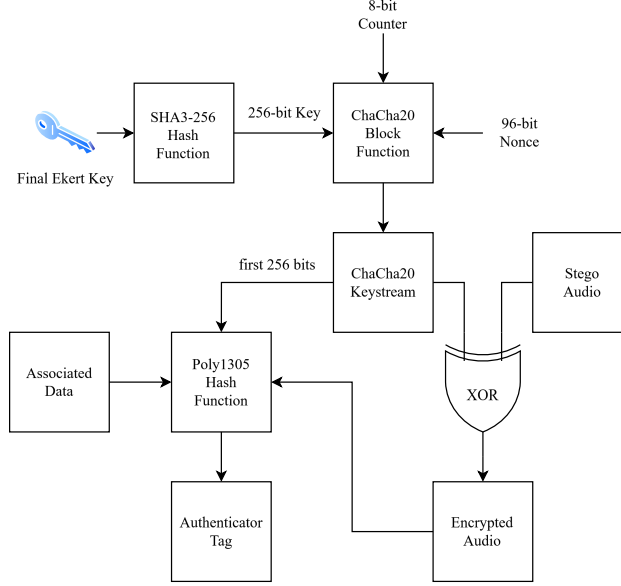 8-bit
Counter
SHA3-256
Hash
Function
256-bit Key
ChaCha20
Block
Function
96-bit
Nonce
Final Ekert Key
first 256 bits
ChaCha20
Keystream
Stego
Audio
Associated
Data
Poly1305
Hash
Function
XOR
Authenticator
Tag
Encrypted
Audio